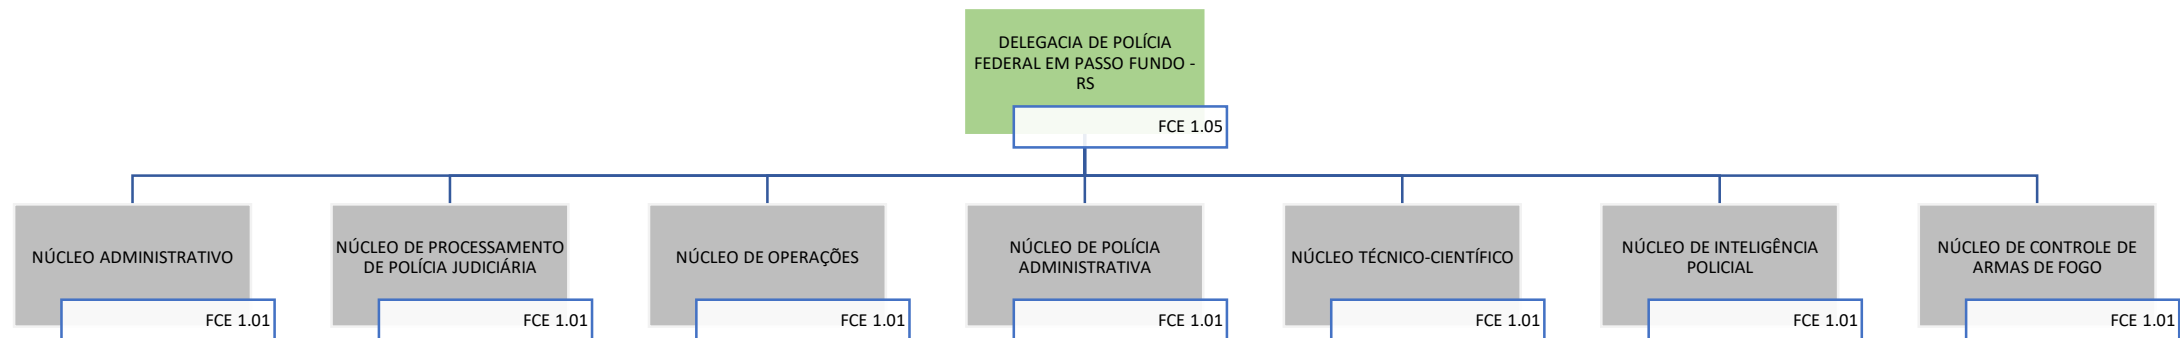 DELEGACIA DE POLÍCIA
FEDERAL EM PASSO FUNDO -
RS
FCE 1.05
NÚCLEO ADMINISTRATIVO
FCE 1.01
NÚCLEO DE PROCESSAMENTO
DE POLÍCIA JUDICIÁRIA
FCE 1.01
NÚCLEO DE OPERAÇÕES
FCE 1.01
NÚCLEO DE POLÍCIA
ADMINISTRATIVA
FCE 1.01
NÚCLEO TÉCNICO-CIENTÍFICO
FCE 1.01
NÚCLEO DE INTELIGÊNCIA
POLICIAL
FCE 1.01
NÚCLEO DE CONTROLE DE
ARMAS DE FOGO
FCE 1.01